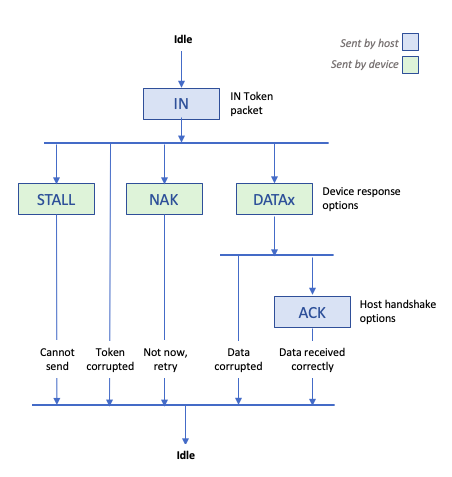 Idle
Sent by host
Sent by device
IN
IN Token
packet
STALL
NAK
DATAx
Device response
options
ACK
Host handshake
options
Cannot
send
Token
corrupted
Not now,
retry
Data
corrupted
Data received
correctly
Idle